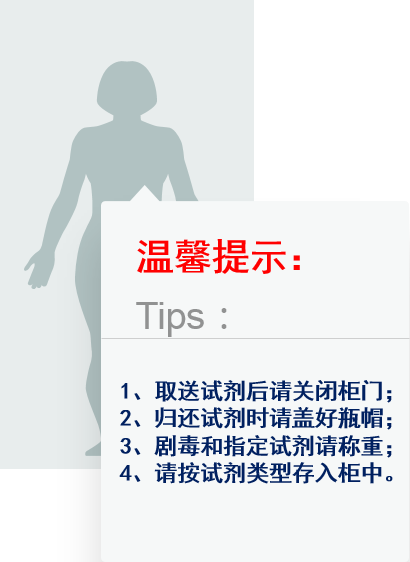 温馨提示：
Tips：
1、取送试剂后请关闭柜门；
2、归还试剂时请盖好瓶帽；
3、剧毒和指定试剂请称重；
4、请按试剂类型存入柜中。